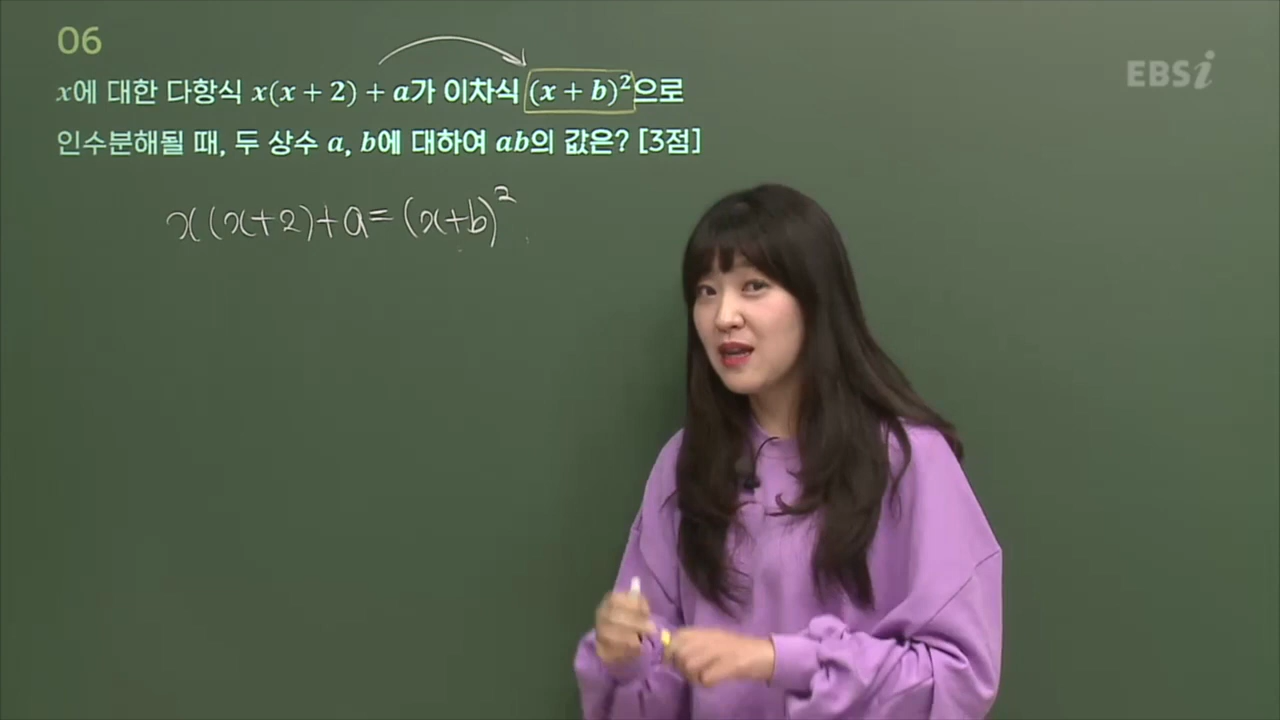 06
EBSi
x에 대한 다항식 x(x + 2) + a가 이차식 (x + b)²으로
인수분해될 때, 두 상수 a, b에 대하여 ab의 값은? [3점]
x(x+2)+a=(x+b)²